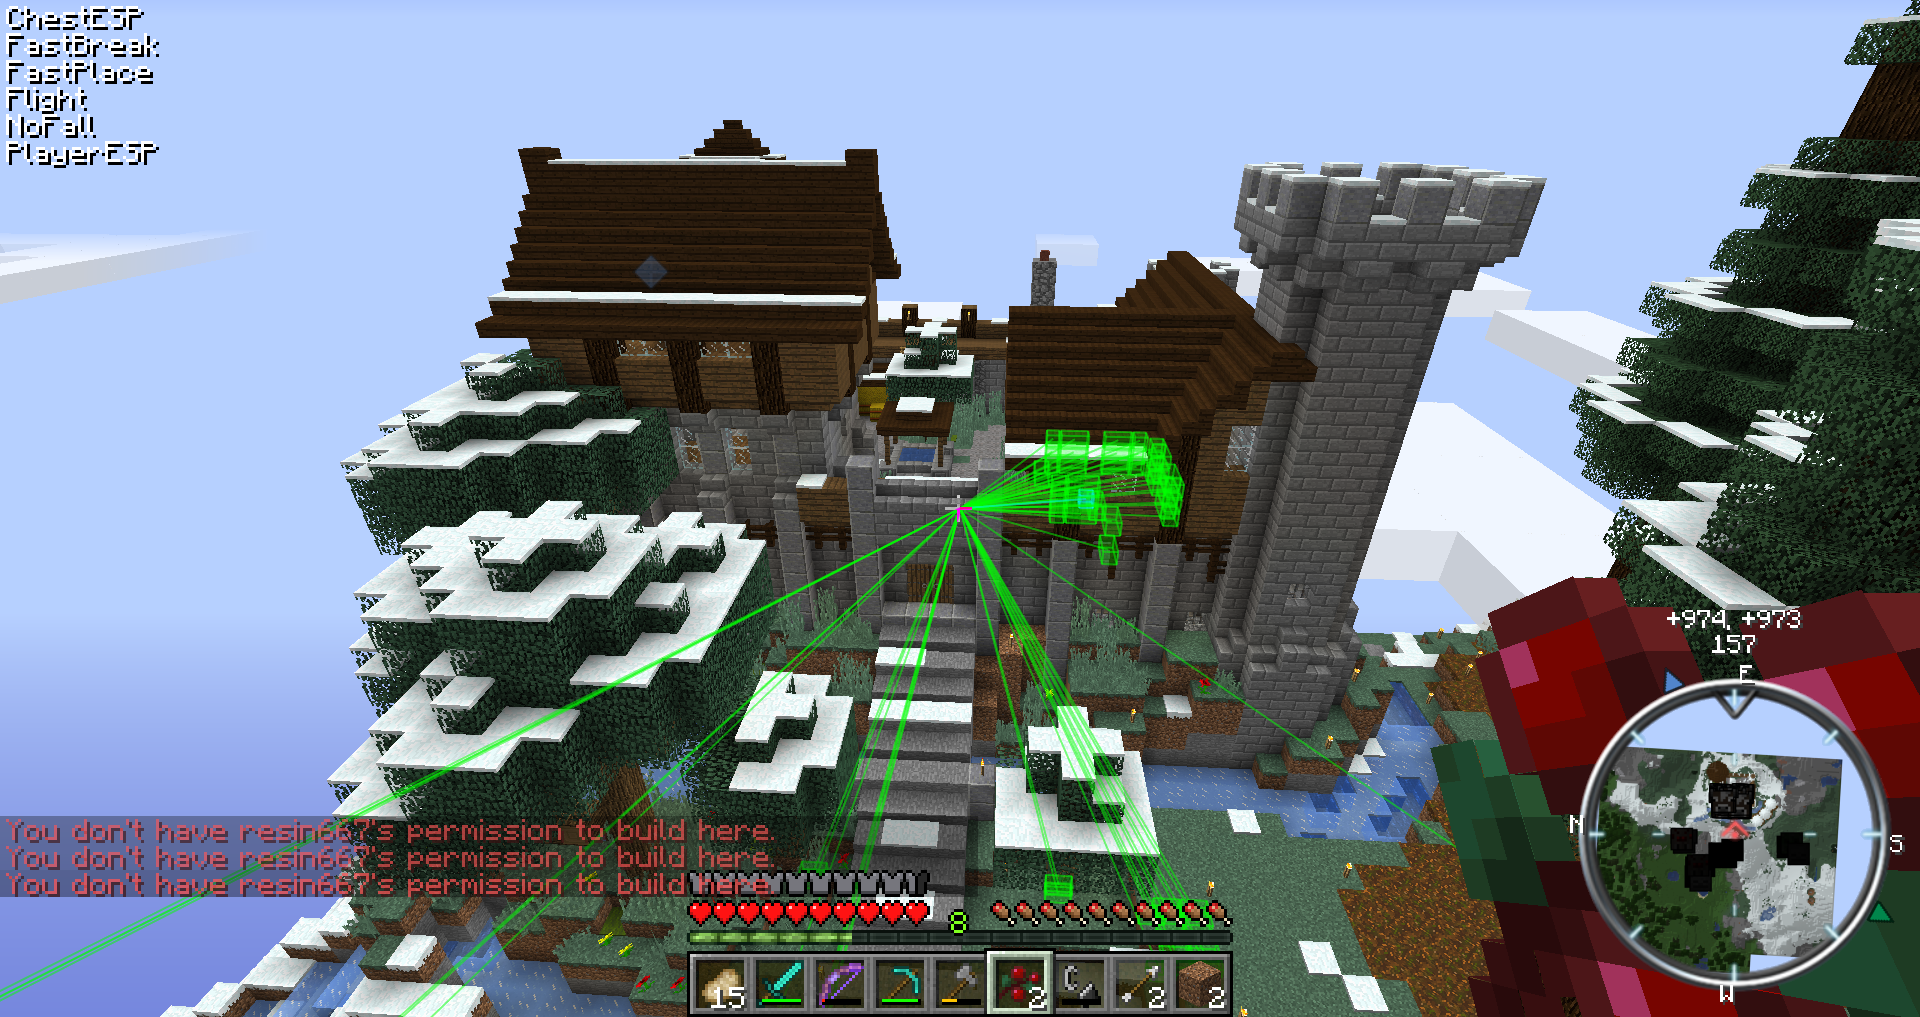 ChestESP
FastBreak
FastPlace
Flight
NoFall
PlayerESP
+974, +973
157
E
N
S
W
You don't have resin667's permission to build here.
You don't have resin667's permission to build here.
You don't have resin667's permission to build here.
8
15
2
2
2